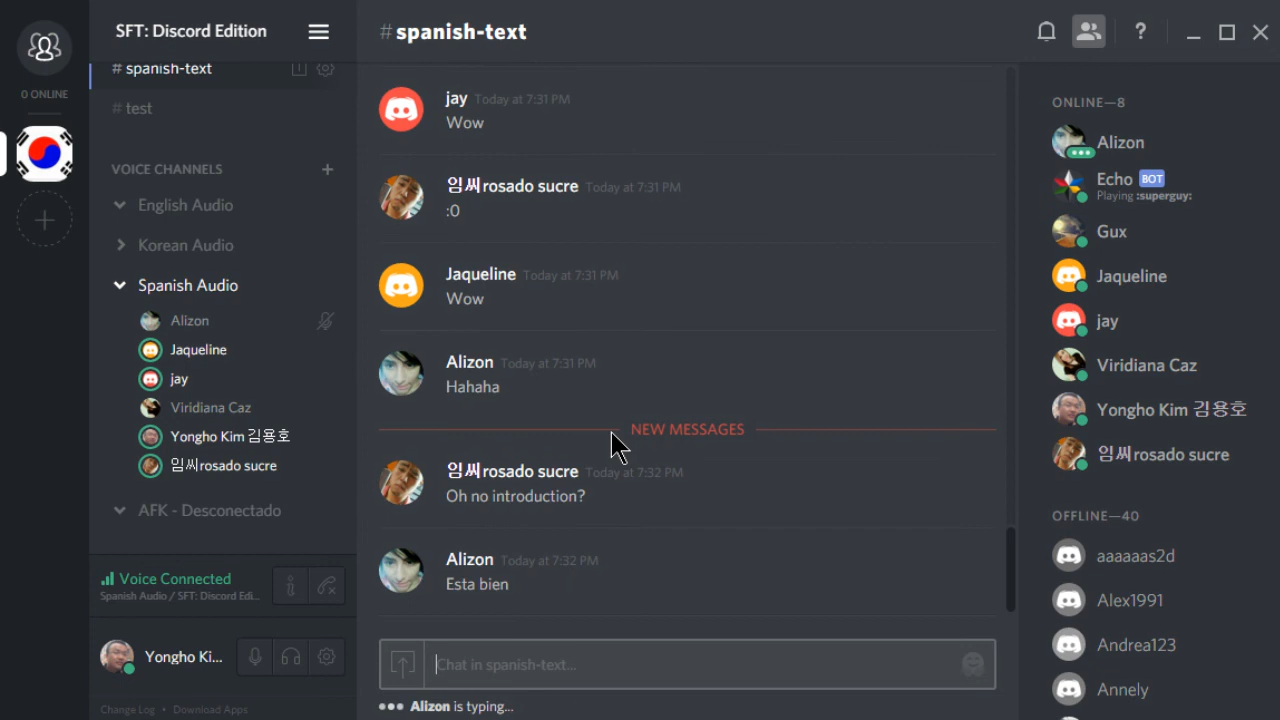 0 ONLINE
SFT: Discord Edition
# spanish-text
# test
VOICE CHANNELS
English Audio
Korean Audio
Spanish Audio
Alizon
Jaqueline
jay
Viridiana Caz
Yongho Kim 김용호
임씨rosado sucre
AFK - Desconectado
Voice Connected
Spanish Audio / SFT: Discord Edi...
Yongho Ki...
Change Log • Download Apps
# spanish-text
jay Today at 7:31 PM
Wow
임씨rosado sucre Today at 7:31 PM
:0
Jaqueline Today at 7:31 PM
Wow
Alizon Today at 7:31 PM
Hahaha
NEW MESSAGES
임씨rosado sucre Today at 7:32 PM
Oh no introduction?
Alizon Today at 7:32 PM
Esta bien
Chat in spanish-text...
Alizon is typing...
ONLINE—8
Alizon
Echo BOT
Playing :superguy:
Gux
Jaqueline
jay
Viridiana Caz
Yongho Kim 김용호
임씨rosado sucre
OFFLINE—40
aaaaaas2d
Alex1991
Andrea123
Annely